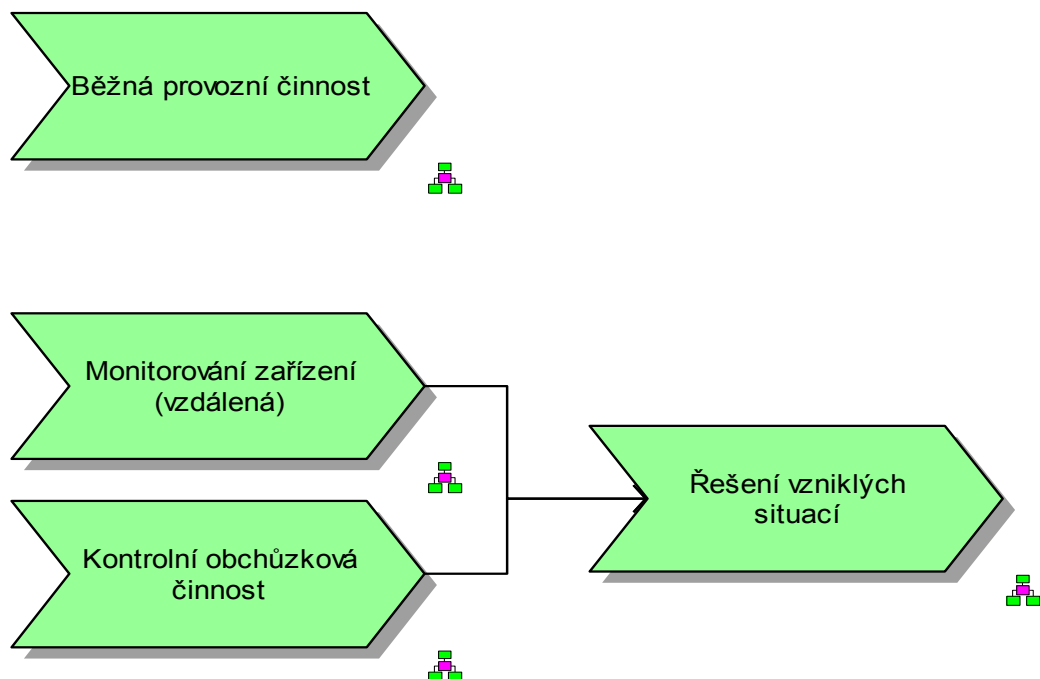 Běžná provozní činnost
Monitorování zařízení
(vzdálená)
Řešení vzniklých
situací
Kontrolní obchůzková
činnost